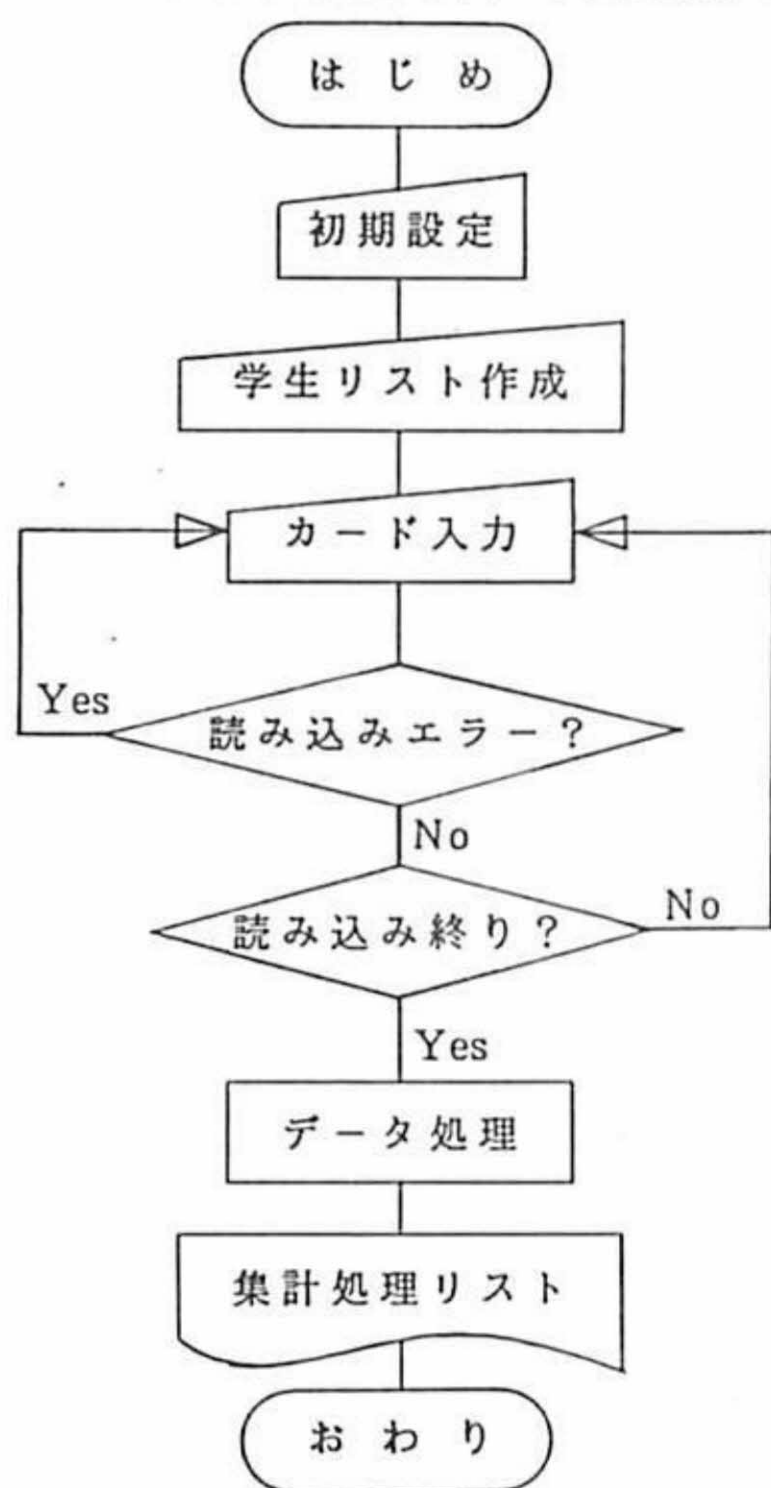 はじめ
初期設定
学生リスト作成
カード入力
Yes
読み込みエラー？
No
読み込み終り？
No
Yes
データ処理
集計処理リスト
おわり